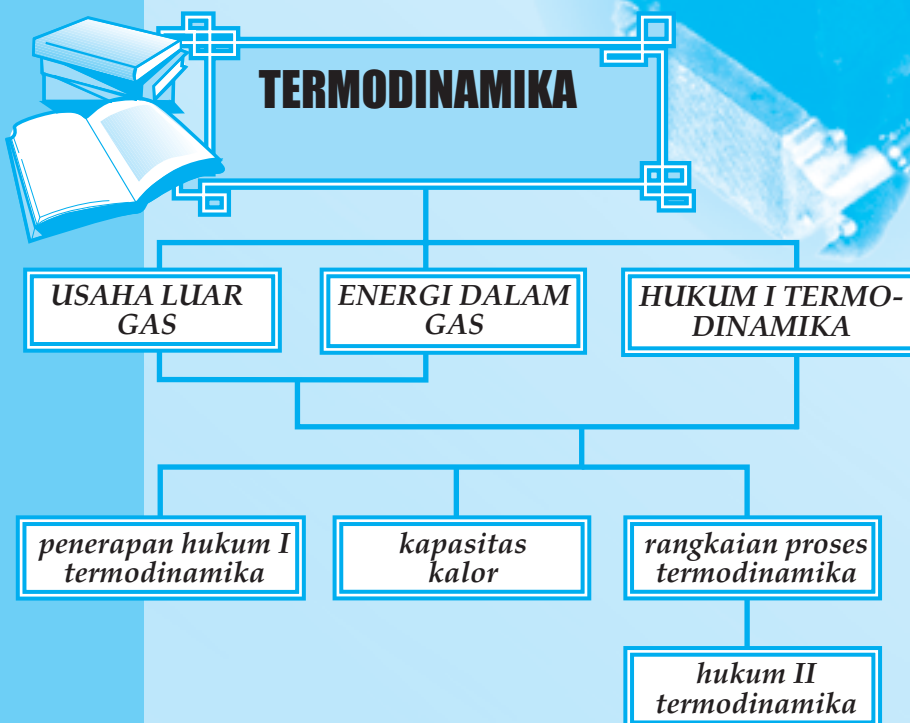 TERMODINAMIKA
USAHA LUAR
GAS
ENERGI DALAM
GAS
HUKUM I TERMO-
DINAMIKA
penerapan hukum I
termodinamika
kapasitas
kalor
rangkaian proses
termodinamika
hukum II
termodinamika